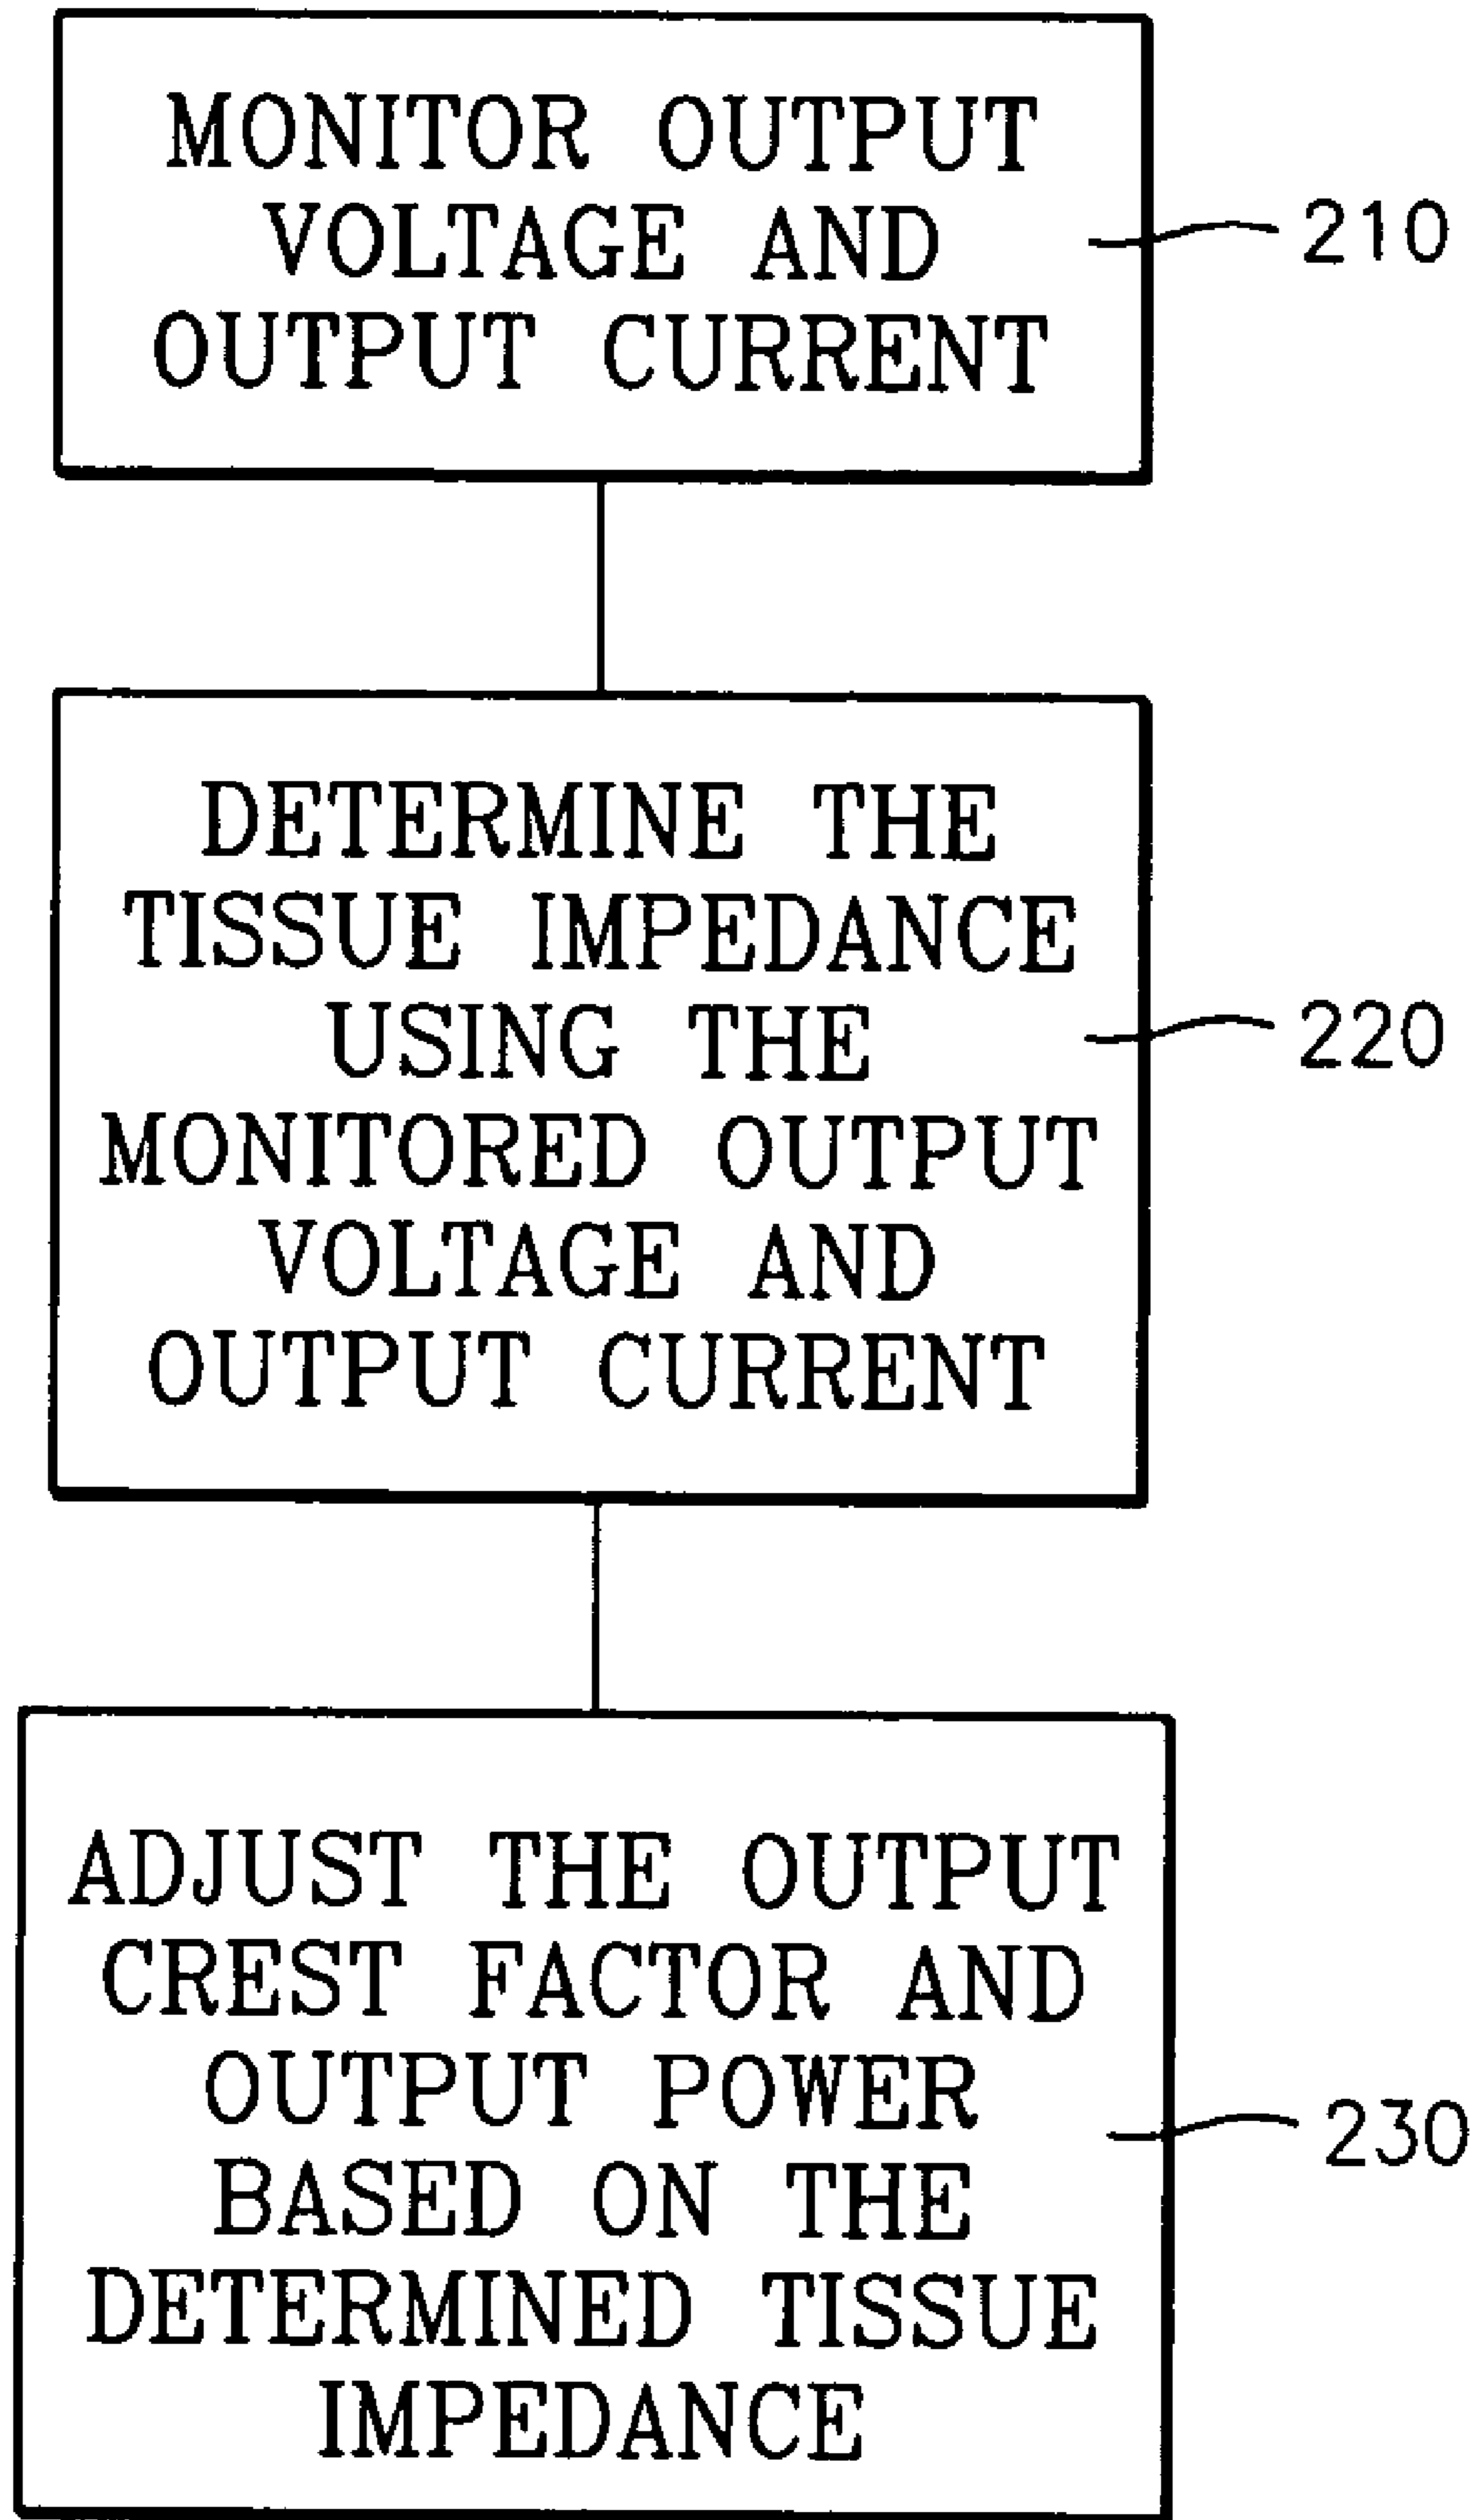 MONITOR OUTPUT
VOLTAGE AND
OUTPUT CURRENT
210
DETERMINE THE
TISSUE IMPEDANCE
USING THE
MONITORED OUTPUT
VOLTAGE AND
OUTPUT CURRENT
220
ADJUST THE OUTPUT
CREST FACTOR AND
OUTPUT POWER
BASED ON THE
DETERMINED TISSUE
IMPEDANCE
230